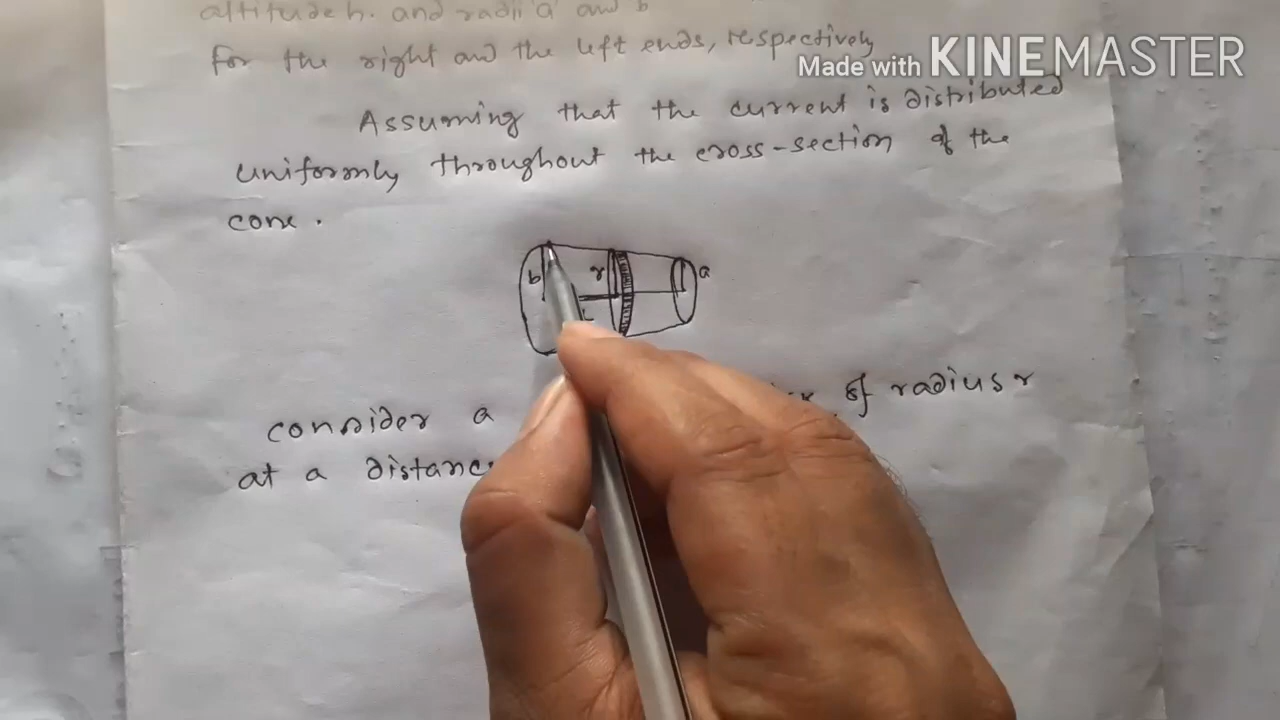 altitude h. and radii 'a' and b
for the right and the left ends, respectively
Made with KINEMASTER
Assuming that the current is distributed
uniformly throughout the cross-section of the
cone.
b r a
consider a of radius r
at a distance